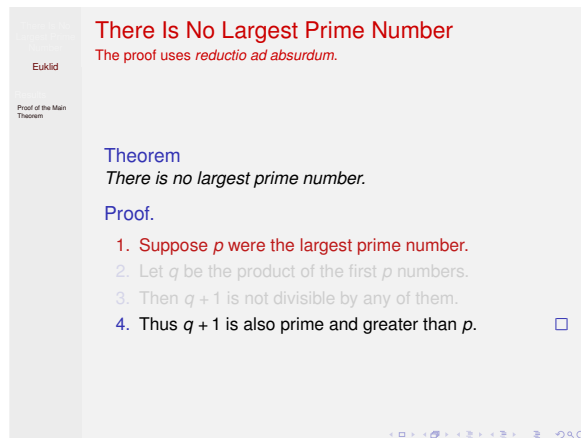 There Is No Largest Prime Number
The proof uses reductio ad absurdum.
Euklid
Proof of the Main
Theorem
Theorem
There is no largest prime number.
Proof.
1. Suppose p were the largest prime number.
2. Let q be the product of the first p numbers.
3. Then q + 1 is not divisible by any of them.
4. Thus q + 1 is also prime and greater than p.